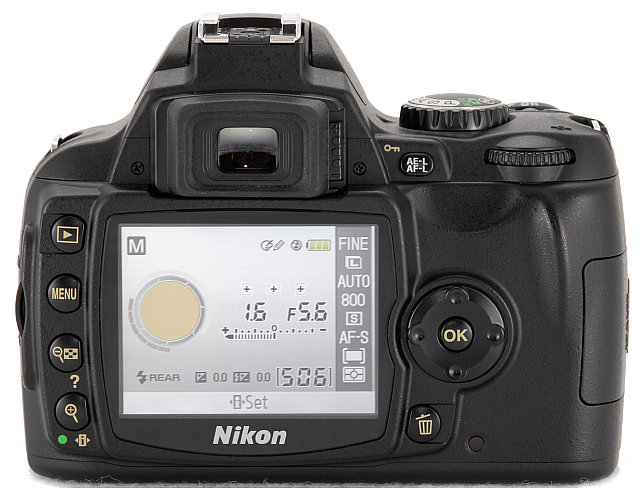 AE-L
AF-L
M
FINE
L
AUTO
800
S
AF-S
1.6 F5.6
+ -
REAR 0.0 0.0 [506]
Set
MENU
?
OK
Nikon